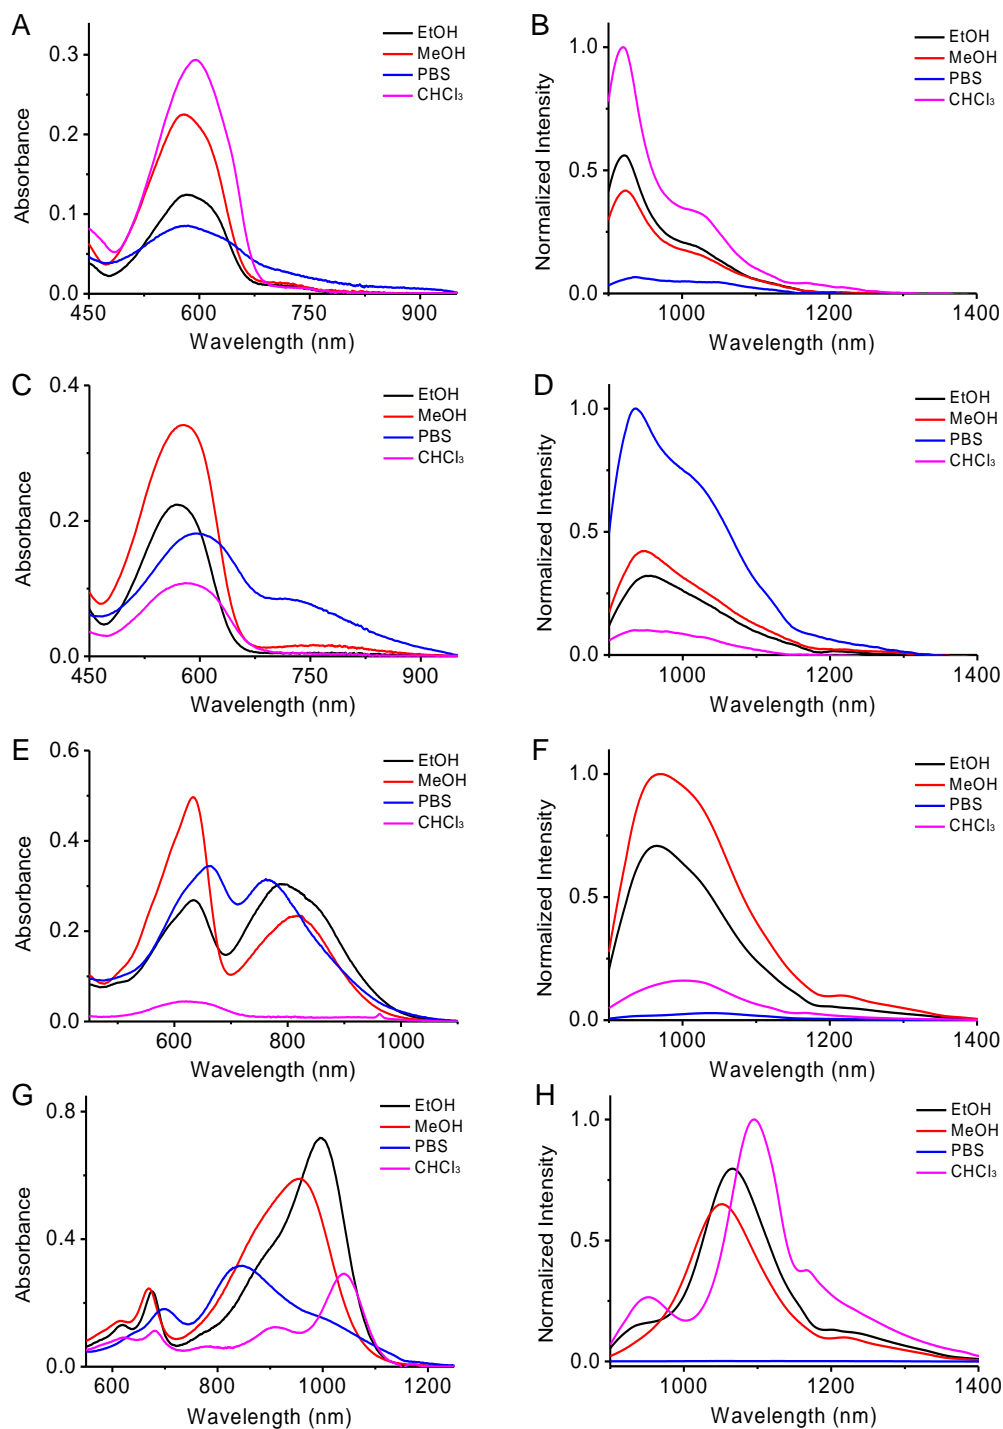 A
EtOH
MeOH
PBS
CHCl₃
0.3
0.2
0.1
0.0
Absorbance
450 600 750 900
Wavelength (nm)
B
EtOH
MeOH
PBS
CHCl₃
1.0
0.5
0.0
Normalized Intensity
1000 1200 1400
Wavelength (nm)
C
EtOH
MeOH
PBS
CHCl₃
0.4
0.2
0.0
Absorbance
450 600 750 900
Wavelength (nm)
D
EtOH
MeOH
PBS
CHCl₃
1.0
0.5
0.0
Normalized Intensity
1000 1200 1400
Wavelength (nm)
E
EtOH
MeOH
PBS
CHCl₃
0.6
0.4
0.2
0.0
Absorbance
600 800 1000
Wavelength (nm)
F
EtOH
MeOH
PBS
CHCl₃
1.0
0.5
0.0
Normalized Intensity
1000 1200 1400
Wavelength (nm)
G
EtOH
MeOH
PBS
CHCl₃
0.8
0.4
0.0
Absorbance
600 800 1000 1200
Wavelength (nm)
H
EtOH
MeOH
PBS
CHCl₃
1.0
0.5
0.0
Normalized Intensity
1000 1200 1400
Wavelength (nm)